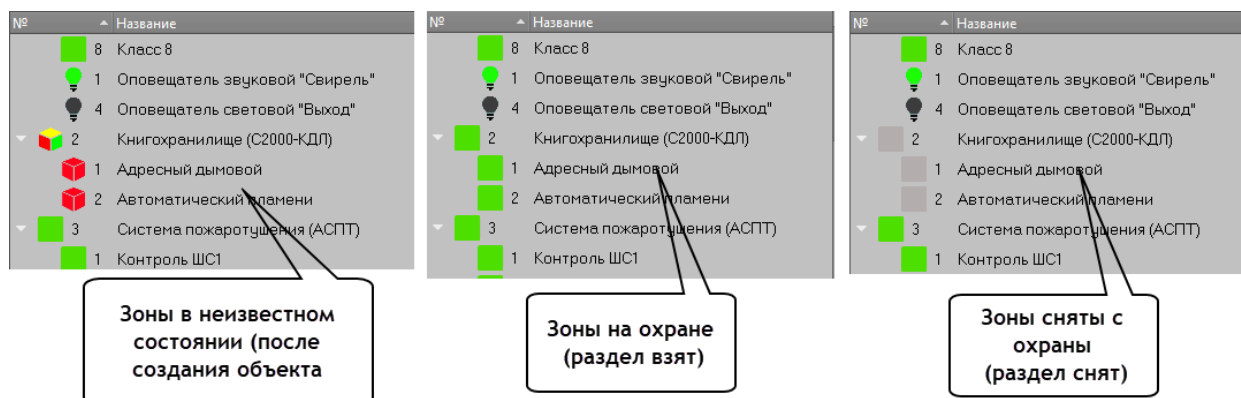 № Название
8 Класс 8
1 Оповещатель звуковой "Свирель"
4 Оповещатель световой "Выход"
2 Книгохранилище (С2000-КДЛ)
1 Адресный дымовой
2 Автоматический пламени
3 Система пожаротушения (АСПТ)
1 Контроль ШС1
Зоны в неизвестном
состоянии (после
создания объекта
№ Название
8 Класс 8
1 Оповещатель звуковой "Свирель"
4 Оповещатель световой "Выход"
2 Книгохранилище (С2000-КДЛ)
1 Адресный дымовой
2 Автоматический пламени
3 Система пожаротушения (АСПТ)
1 Контроль ШС1
Зоны на охране
(раздел взят)
№ Название
8 Класс 8
1 Оповещатель звуковой "Свирель"
4 Оповещатель световой "Выход"
2 Книгохранилище (С2000-КДЛ)
1 Адресный дымовой
2 Автоматический пламени
3 Система пожаротушения (АСПТ)
1 Контроль ШС1
Зоны сняты с
охраны
(раздел снят)